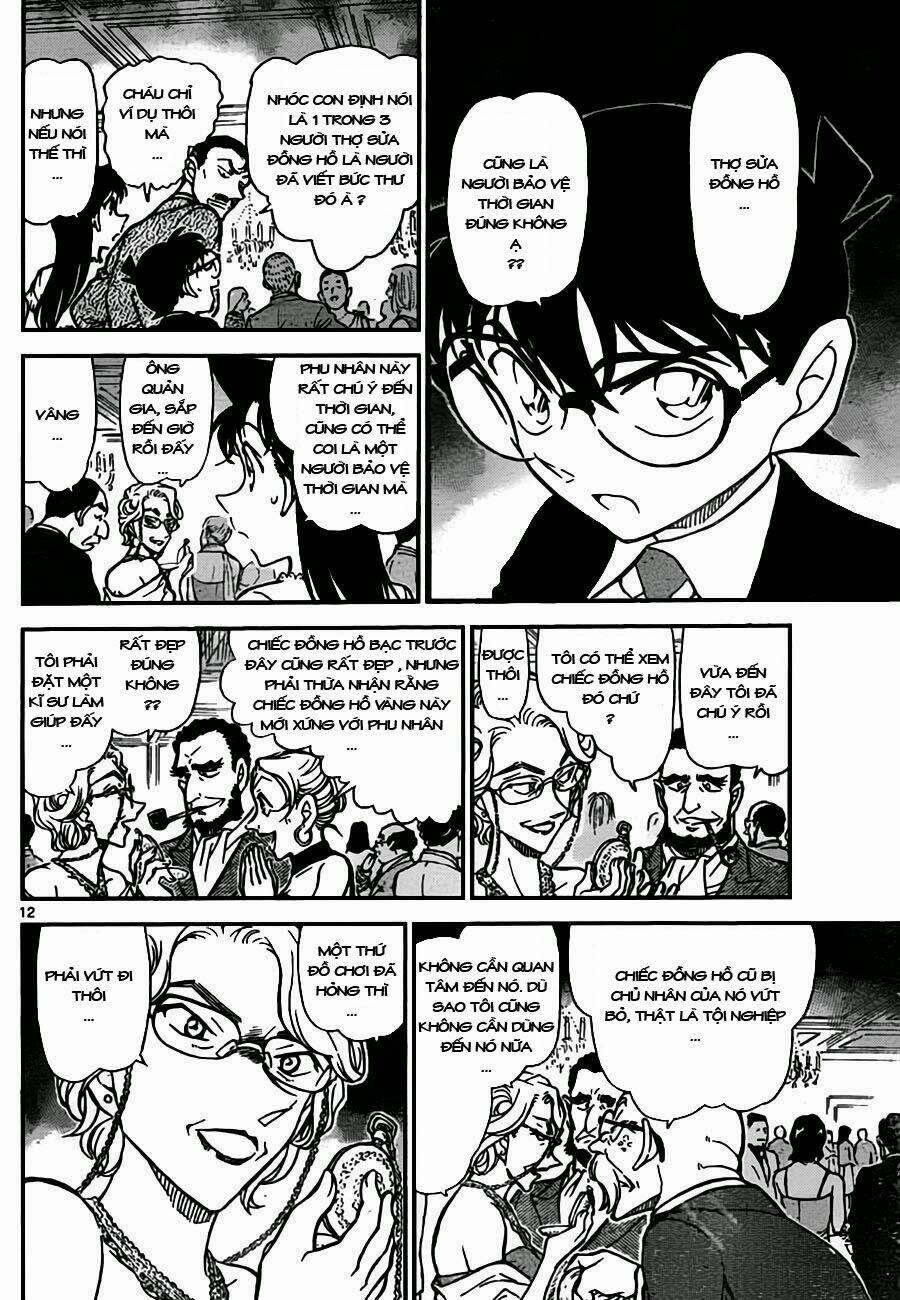 THỢ SỬA
ĐỒNG HỒ
...
CŨNG LÀ
NGƯỜI BẢO VỆ
THỜI GIAN
ĐÚNG KHÔNG
Ạ
??
NHÓC CON ĐỊNH NÓI
LÀ 1 TRONG 3
NGƯỜI THỢ SỬA
ĐỒNG HỒ LÀ NGƯỜI
ĐÃ VIẾT BỨC THƯ
ĐÓ À ?
CHÁU CHỈ
VÍ DỤ THÔI
MÀ
...
NHƯNG
NẾU NÓI
THẾ THÌ
...
PHU NHÂN NÀY
RẤT CHÚ Ý ĐẾN
THỜI GIAN,
CŨNG CÓ THỂ
COI LÀ MỘT
NGƯỜI BẢO VỆ
THỜI GIAN MÀ
...
ÔNG
QUẢN
GIA, SẮP
ĐẾN GIỜ
RỒI ĐẤY
...
VÂNG
...
VỪA ĐẾN
ĐÂY TÔI ĐÃ
CHÚ Ý RỒI
...
TÔI CÓ THỂ XEM
CHIẾC ĐỒNG HỒ
ĐÓ CHỨ
?
ĐƯỢC
THÔI
...
CHIẾC ĐỒNG HỒ BẠC TRƯỚC
ĐÂY CŨNG RẤT ĐẸP , NHƯNG
PHẢI THỪA NHẬN RẰNG
CHIẾC ĐỒNG HỒ VÀNG NÀY
MỚI XỨNG VỚI PHU NHÂN
...
RẤT ĐẸP
ĐÚNG
KHÔNG
??
TÔI PHẢI
ĐẶT MỘT
KĨ SƯ LÀM
GIÚP ĐẤY
...
12
CHIẾC ĐỒNG HỒ CŨ BỊ
CHỦ NHÂN CỦA NÓ VỨT
BỎ, THẬT LÀ TỘI NGHIỆP
...
KHÔNG CẦN QUAN
TÂM ĐẾN NÓ. DÙ
SAO TÔI CŨNG
KHÔNG CẦN DÙNG
ĐẾN NÓ NỮA
...
MỘT THỨ
ĐỒ CHƠI ĐÃ
HỎNG THÌ
...
PHẢI VỨT ĐI
THÔI
...